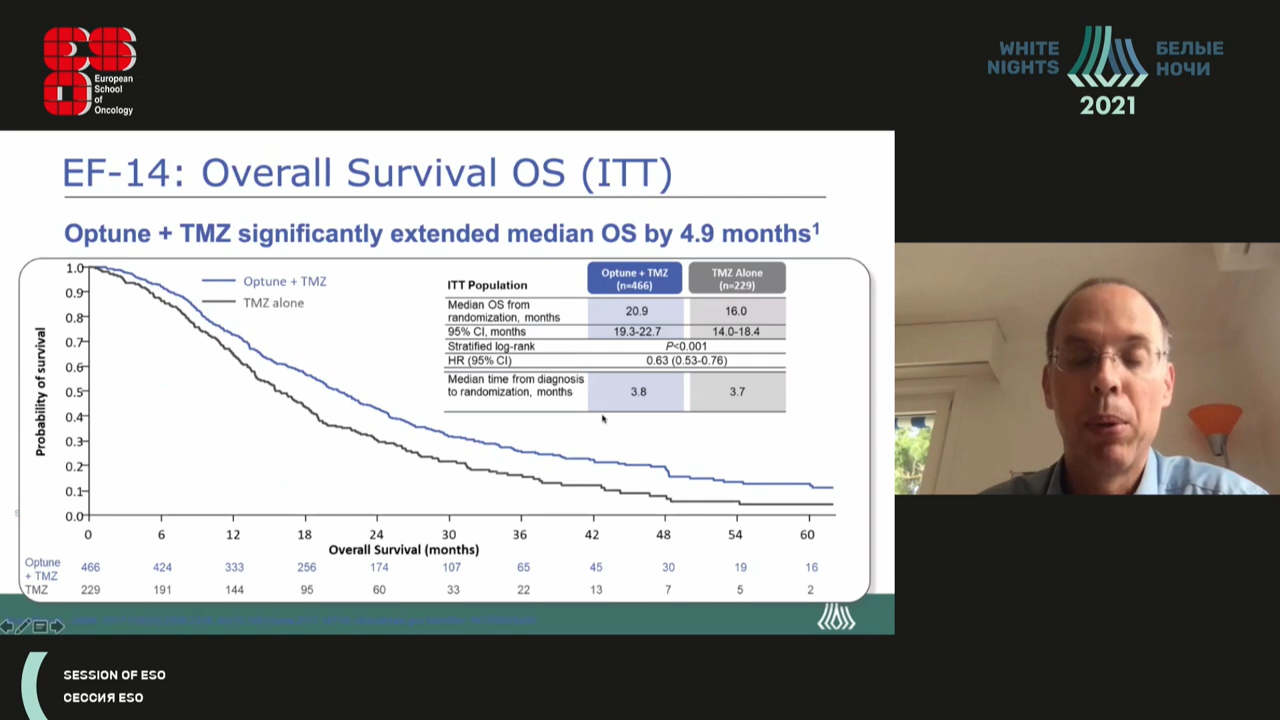 European
School
of
Oncology
WHITE
NIGHTS
БЕЛЫЕ
НОЧИ
2021
EF-14: Overall Survival OS (ITT)
Optune + TMZ significantly extended median OS by 4.9 months1
Optune + TMZ
TMZ alone
ITT Population
Optune + TMZ
(n=466)
TMZ Alone
(n=229)
Median OS from
randomization, months
20.9
16.0
95% CI, months
19.3-22.7
14.0-18.4
Stratified log-rank
P<0.001
HR (95% CI)
0.63 (0.53-0.76)
Median time from diagnosis
to randomization, months
3.8
3.7
Probability of survival
1.0
0.9
0.8
0.7
0.6
0.5
0.4
0.3
0.2
0.1
0.0
0 6 12 18 24 30 36 42 48 54 60
Overall Survival (months)
Optune
+ TMZ
466 424 333 256 174 107 65 45 30 19 16
TMZ 229 191 144 95 60 33 22 13 7 5 2
SESSION OF ESO
СЕССИЯ ESO